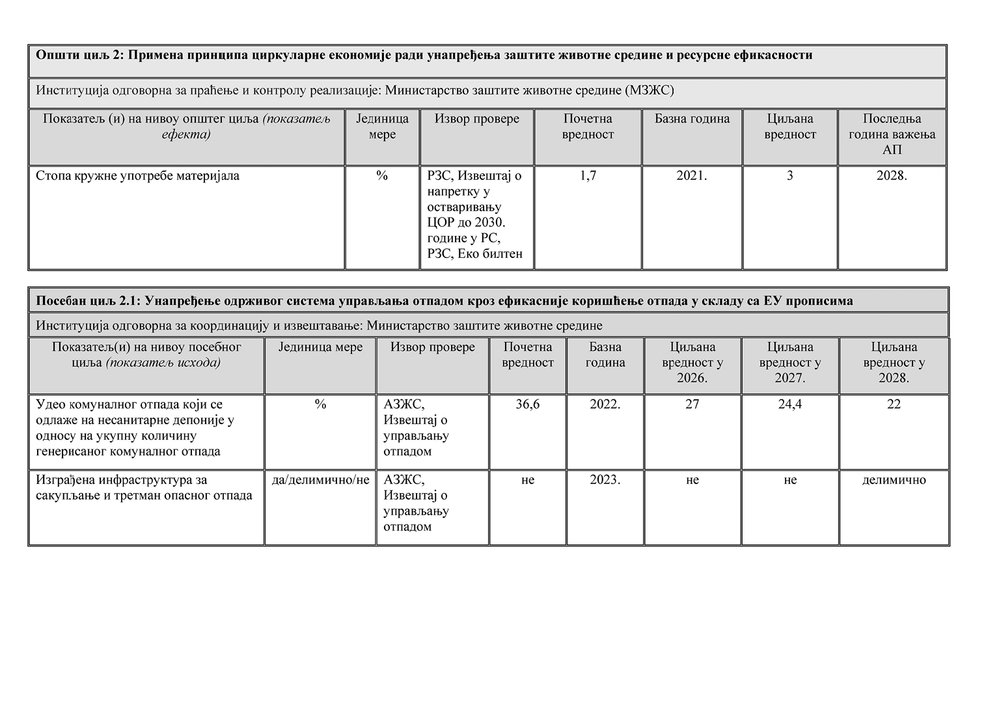 Општи циљ 2: Примена принципа циркуларне економије ради унапређења заштите животне средине и ресурсне ефикасности
Институција одговорна за праћење и контролу реализације: Министарство заштите животне средине (МЗЖС)
Показатељ (и) на нивоу општег циља (показатељ
ефекта)
Јединица
мере
Извор провере
Почетна
вредност
Базна година
Циљана
вредност
Последња
година важења
АП
Стопа кружне употребе материјала
%
РЗС, Извештај о
напретку у
остваривању
ЦОР до 2030.
године у РС,
РЗС, Еко билтен
1,7
2021.
3
2028.
Посебан циљ 2.1: Унапређење одрживог система управљања отпадом кроз ефикасније коришћење отпада у складу са ЕУ прописима
Институција одговорна за координацију и извештавање: Министарство заштите животне средине
Показатељ(и) на нивоу посебног
циља (показатељ исхода)
Јединица мере
Извор провере
Почетна
вредност
Базна
година
Циљана
вредност у
2026.
Циљана
вредност у
2027.
Циљана
вредност у
2028.
Удео комуналног отпада који се
одлаже на несанитарне депоније у
односу на укупну количину
генерисаног комуналног отпада
%
АЗЖС,
Извештај о
управљању
отпадом
36,6
2022.
27
24,4
22
Изграђена инфраструктура за
сакупљање и третман опасног отпада
да/делимично/не
АЗЖС,
Извештај о
управљању
отпадом
не
2023.
не
не
делимично